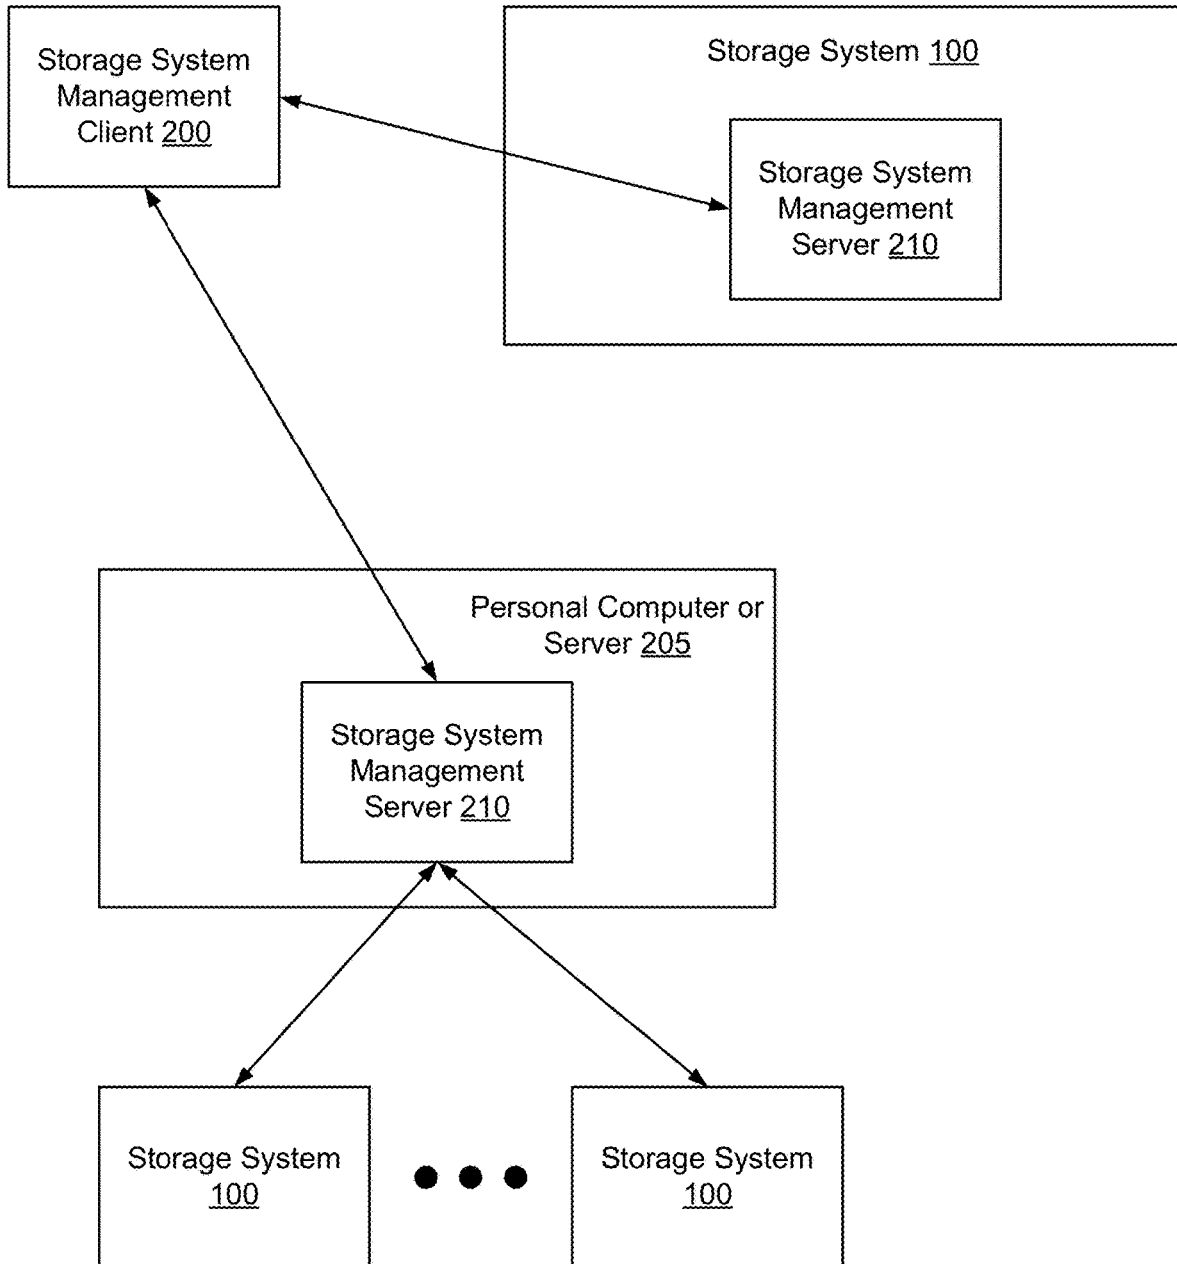 Storage System
Management
Client 200
Storage System 100
Storage System
Management
Server 210
Personal Computer or
Server 205
Storage System
Management
Server 210
Storage System
100
Storage System
100